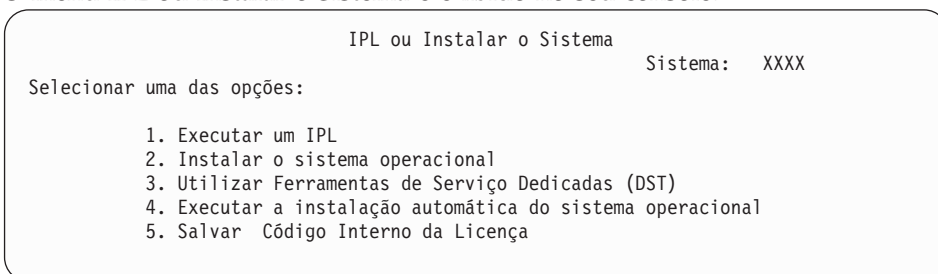 IPL ou Instalar o Sistema
Sistema: XXXX
Selecionar uma das opções:
1. Executar um IPL
2. Instalar o sistema operacional
3. Utilizar Ferramentas de Serviço Dedicadas (DST)
4. Executar a instalação automática do sistema operacional
5. Salvar Código Interno da Licença